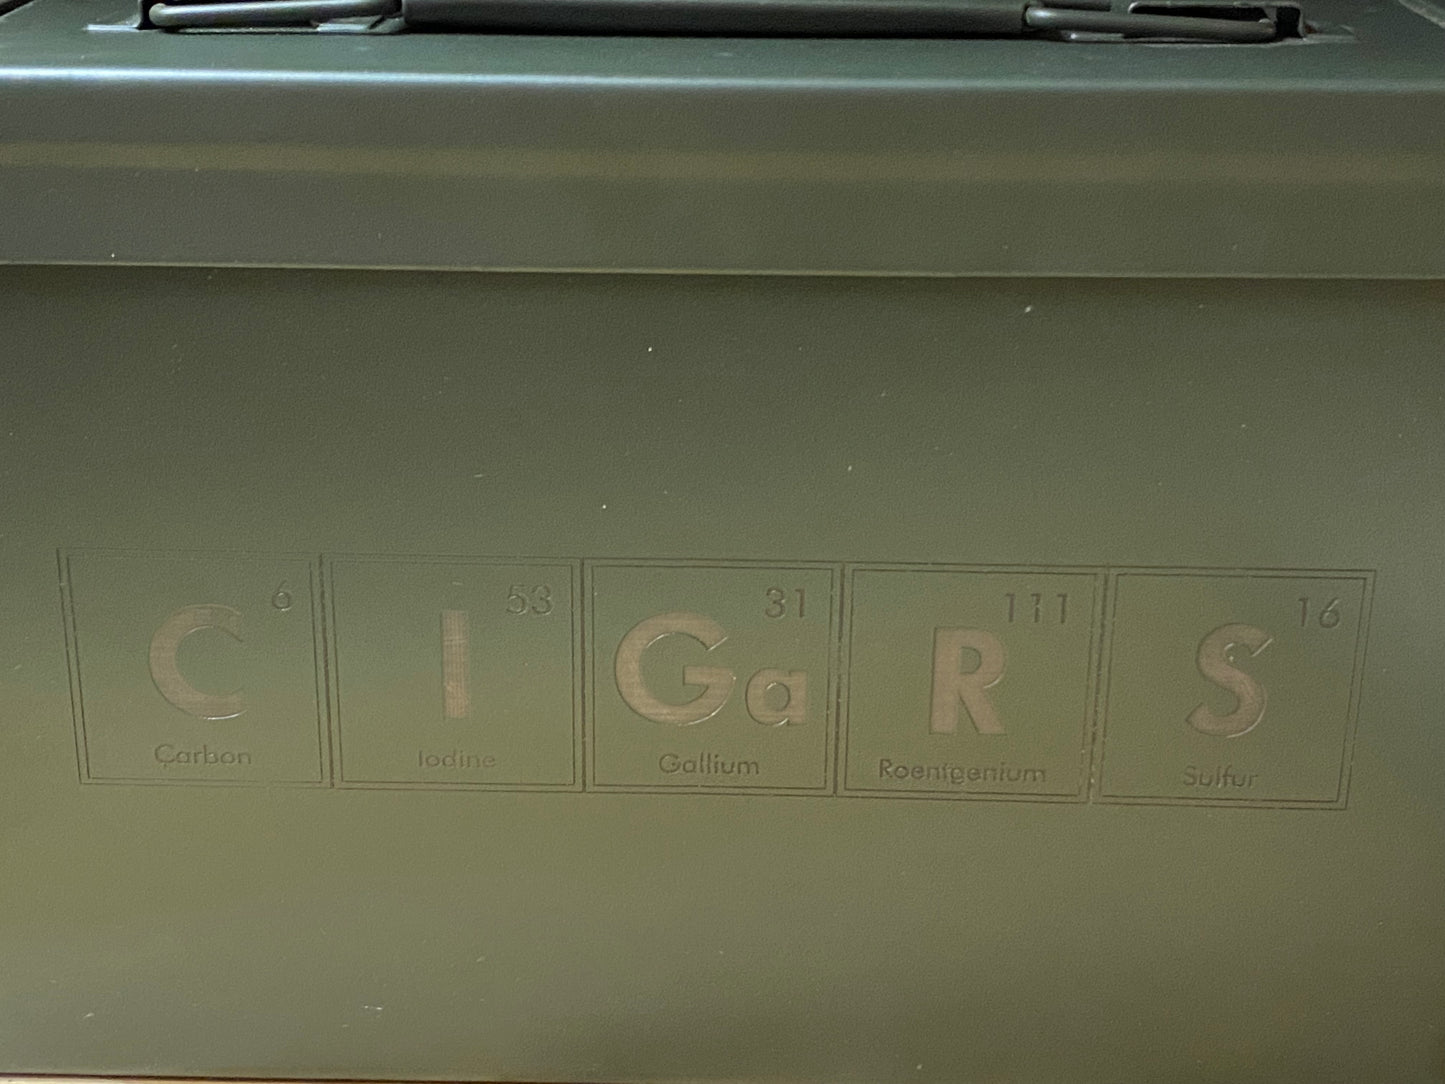 6 53 31 111 16
C I Ga R S
Carbon Iodine Gallium Roentgenium Sulfur